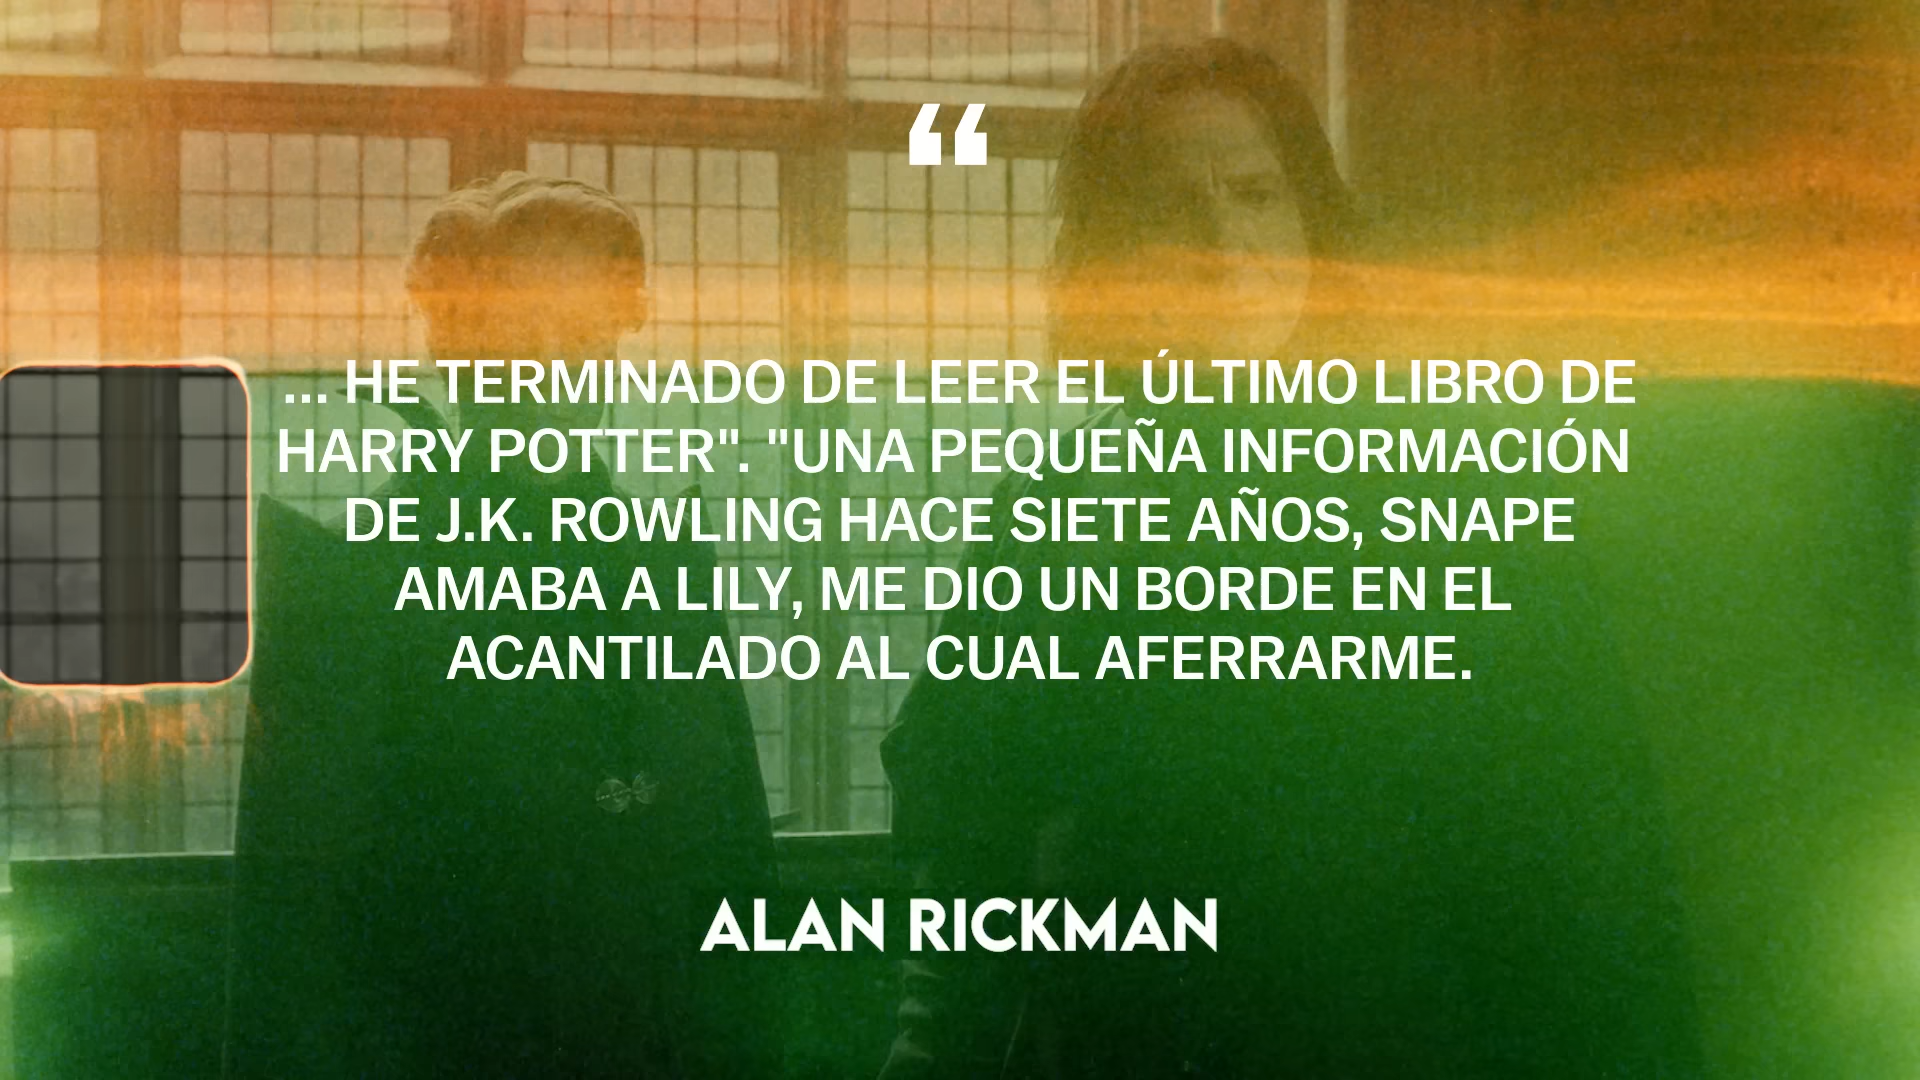 “
... HE TERMINADO DE LEER EL ÚLTIMO LIBRO DE
HARRY POTTER". "UNA PEQUEÑA INFORMACIÓN
DE J.K. ROWLING HACE SIETE AÑOS, SNAPE
AMABA A LILY, ME DIO UN BORDE EN EL
ACANTILADO AL CUAL AFERRARME.
ALAN RICKMAN